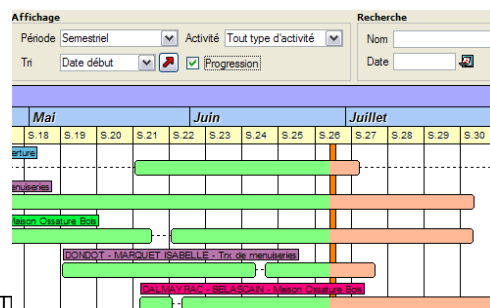 Affichage Recherche
Période Semestriel Activité Tout type d'activité Nom
Tri Date début Progression Date
Mai Juin Juillet
S.18 S.19 S.20 S.21 S.22 S.23 S.24 S.25 S.26 S.27 S.28 S.29 S.30
erture
enuiseries
Maison Ossature Bois
DONDOT - MARQUET ISABELLE - Trx de menuiseries
DALMAYRAC - BELASCAIN - Maison Ossature Bois